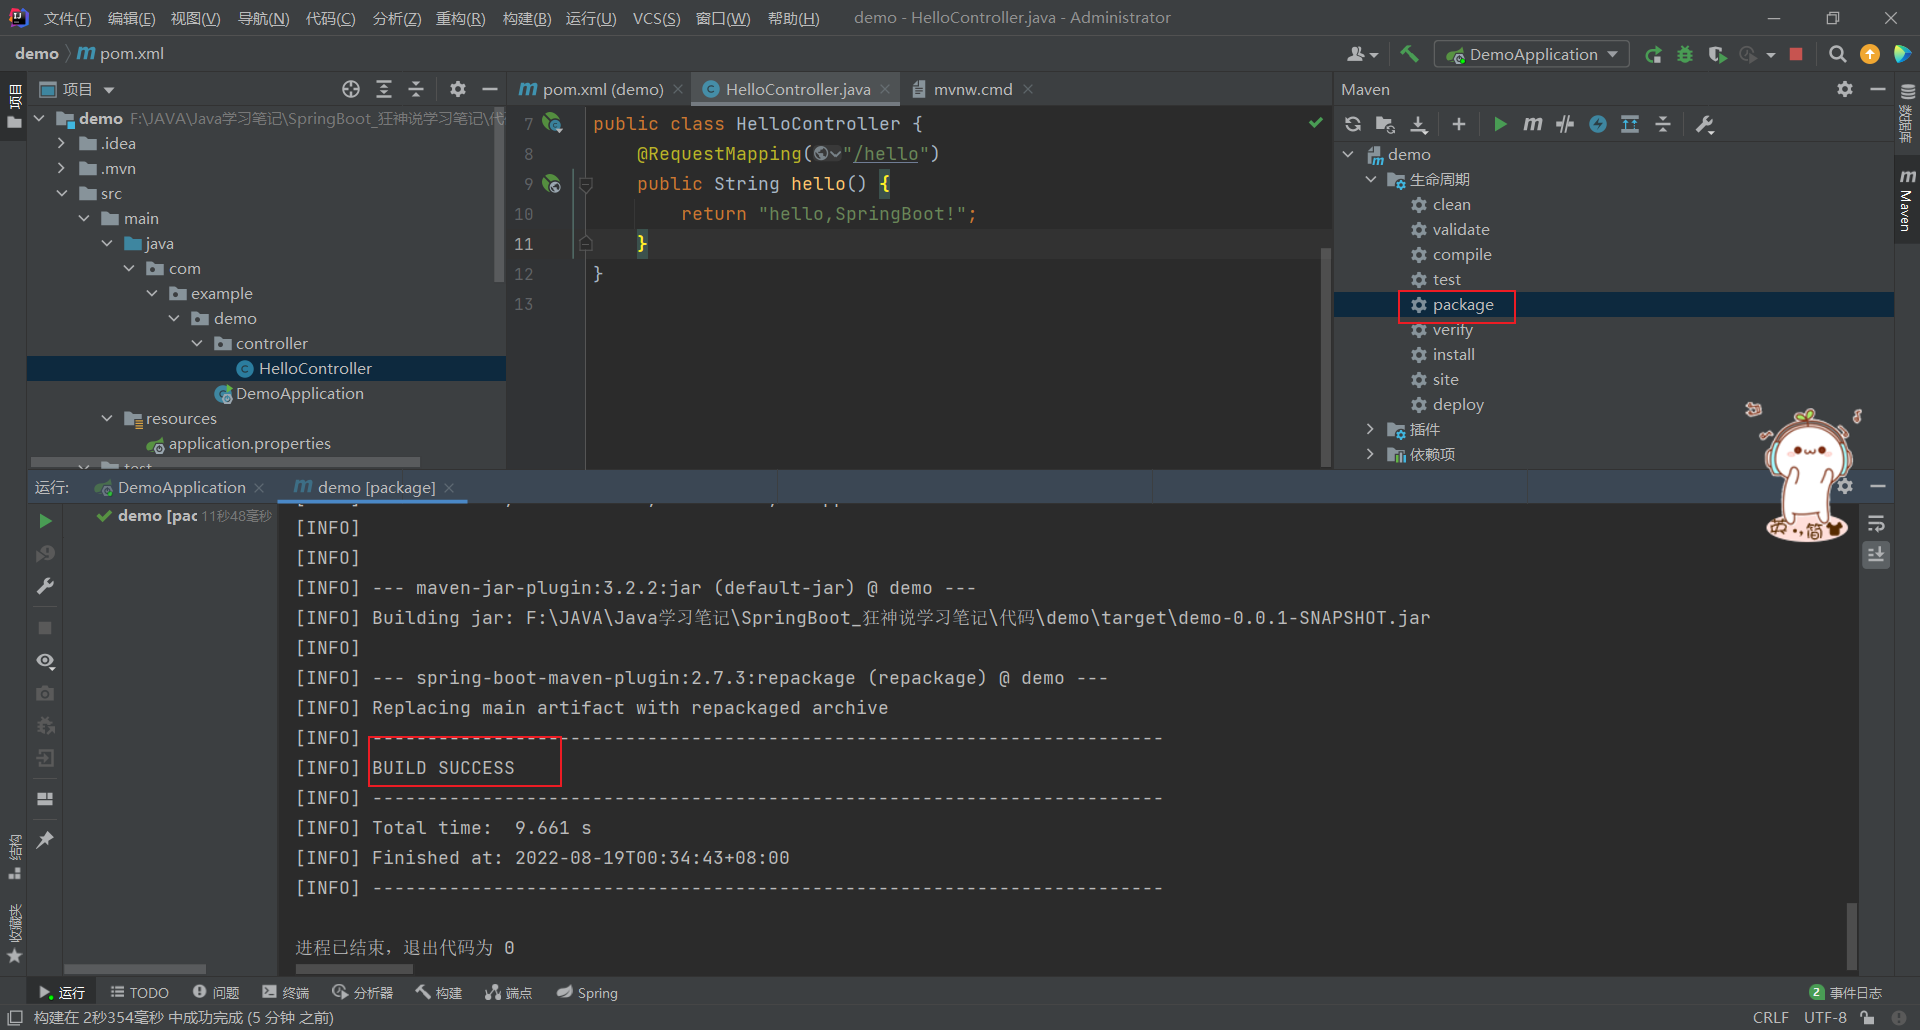 文件(F) 编辑(E) 视图(V) 导航(N) 代码(C) 分析(Z) 重构(R) 构建(B) 运行(U) VCS(S) 窗口(W) 帮助(H) demo - HelloController.java - Administrator
demo pom.xml
DemoApplication
项目
pom.xml (demo)
HelloController.java
mvnw.cmd
Maven
demo F:\JAVA\Java学习笔记\SpringBoot_狂神说学习笔记\代
.idea
.mvn
src
main
java
com
example
demo
controller
HelloController
DemoApplication
resources
application.properties
test
7 public class HelloController {
8 @RequestMapping("/hello")
9 public String hello() {
10 return "hello,SpringBoot!";
11 }
12 }
13
demo
生命周期
clean
validate
compile
test
package
verify
install
site
deploy
插件
依赖项
项目
数据库
Maven
英 ·, 简
运行: DemoApplication demo [package]
demo [pac 11秒48毫秒
[INFO]
[INFO]
[INFO] --- maven-jar-plugin:3.2.2:jar (default-jar) @ demo ---
[INFO] Building jar: F:\JAVA\Java学习笔记\SpringBoot_狂神说学习笔记\代码\demo\target\demo-0.0.1-SNAPSHOT.jar
[INFO]
[INFO] --- spring-boot-maven-plugin:2.7.3:repackage (repackage) @ demo ---
[INFO] Replacing main artifact with repackaged archive
[INFO] ------------------------------------------------------------------------
[INFO] BUILD SUCCESS
[INFO] ------------------------------------------------------------------------
[INFO] Total time:  9.661 s
[INFO] Finished at: 2022-08-19T00:34:43+08:00
[INFO] ------------------------------------------------------------------------
进程已结束，退出代码为 0
结构
收藏夹
运行 TODO 问题 终端 分析器 构建 端点 Spring
2 事件日志
构建在 2秒354毫秒 中成功完成 (5 分钟 之前)
CRLF UTF-8